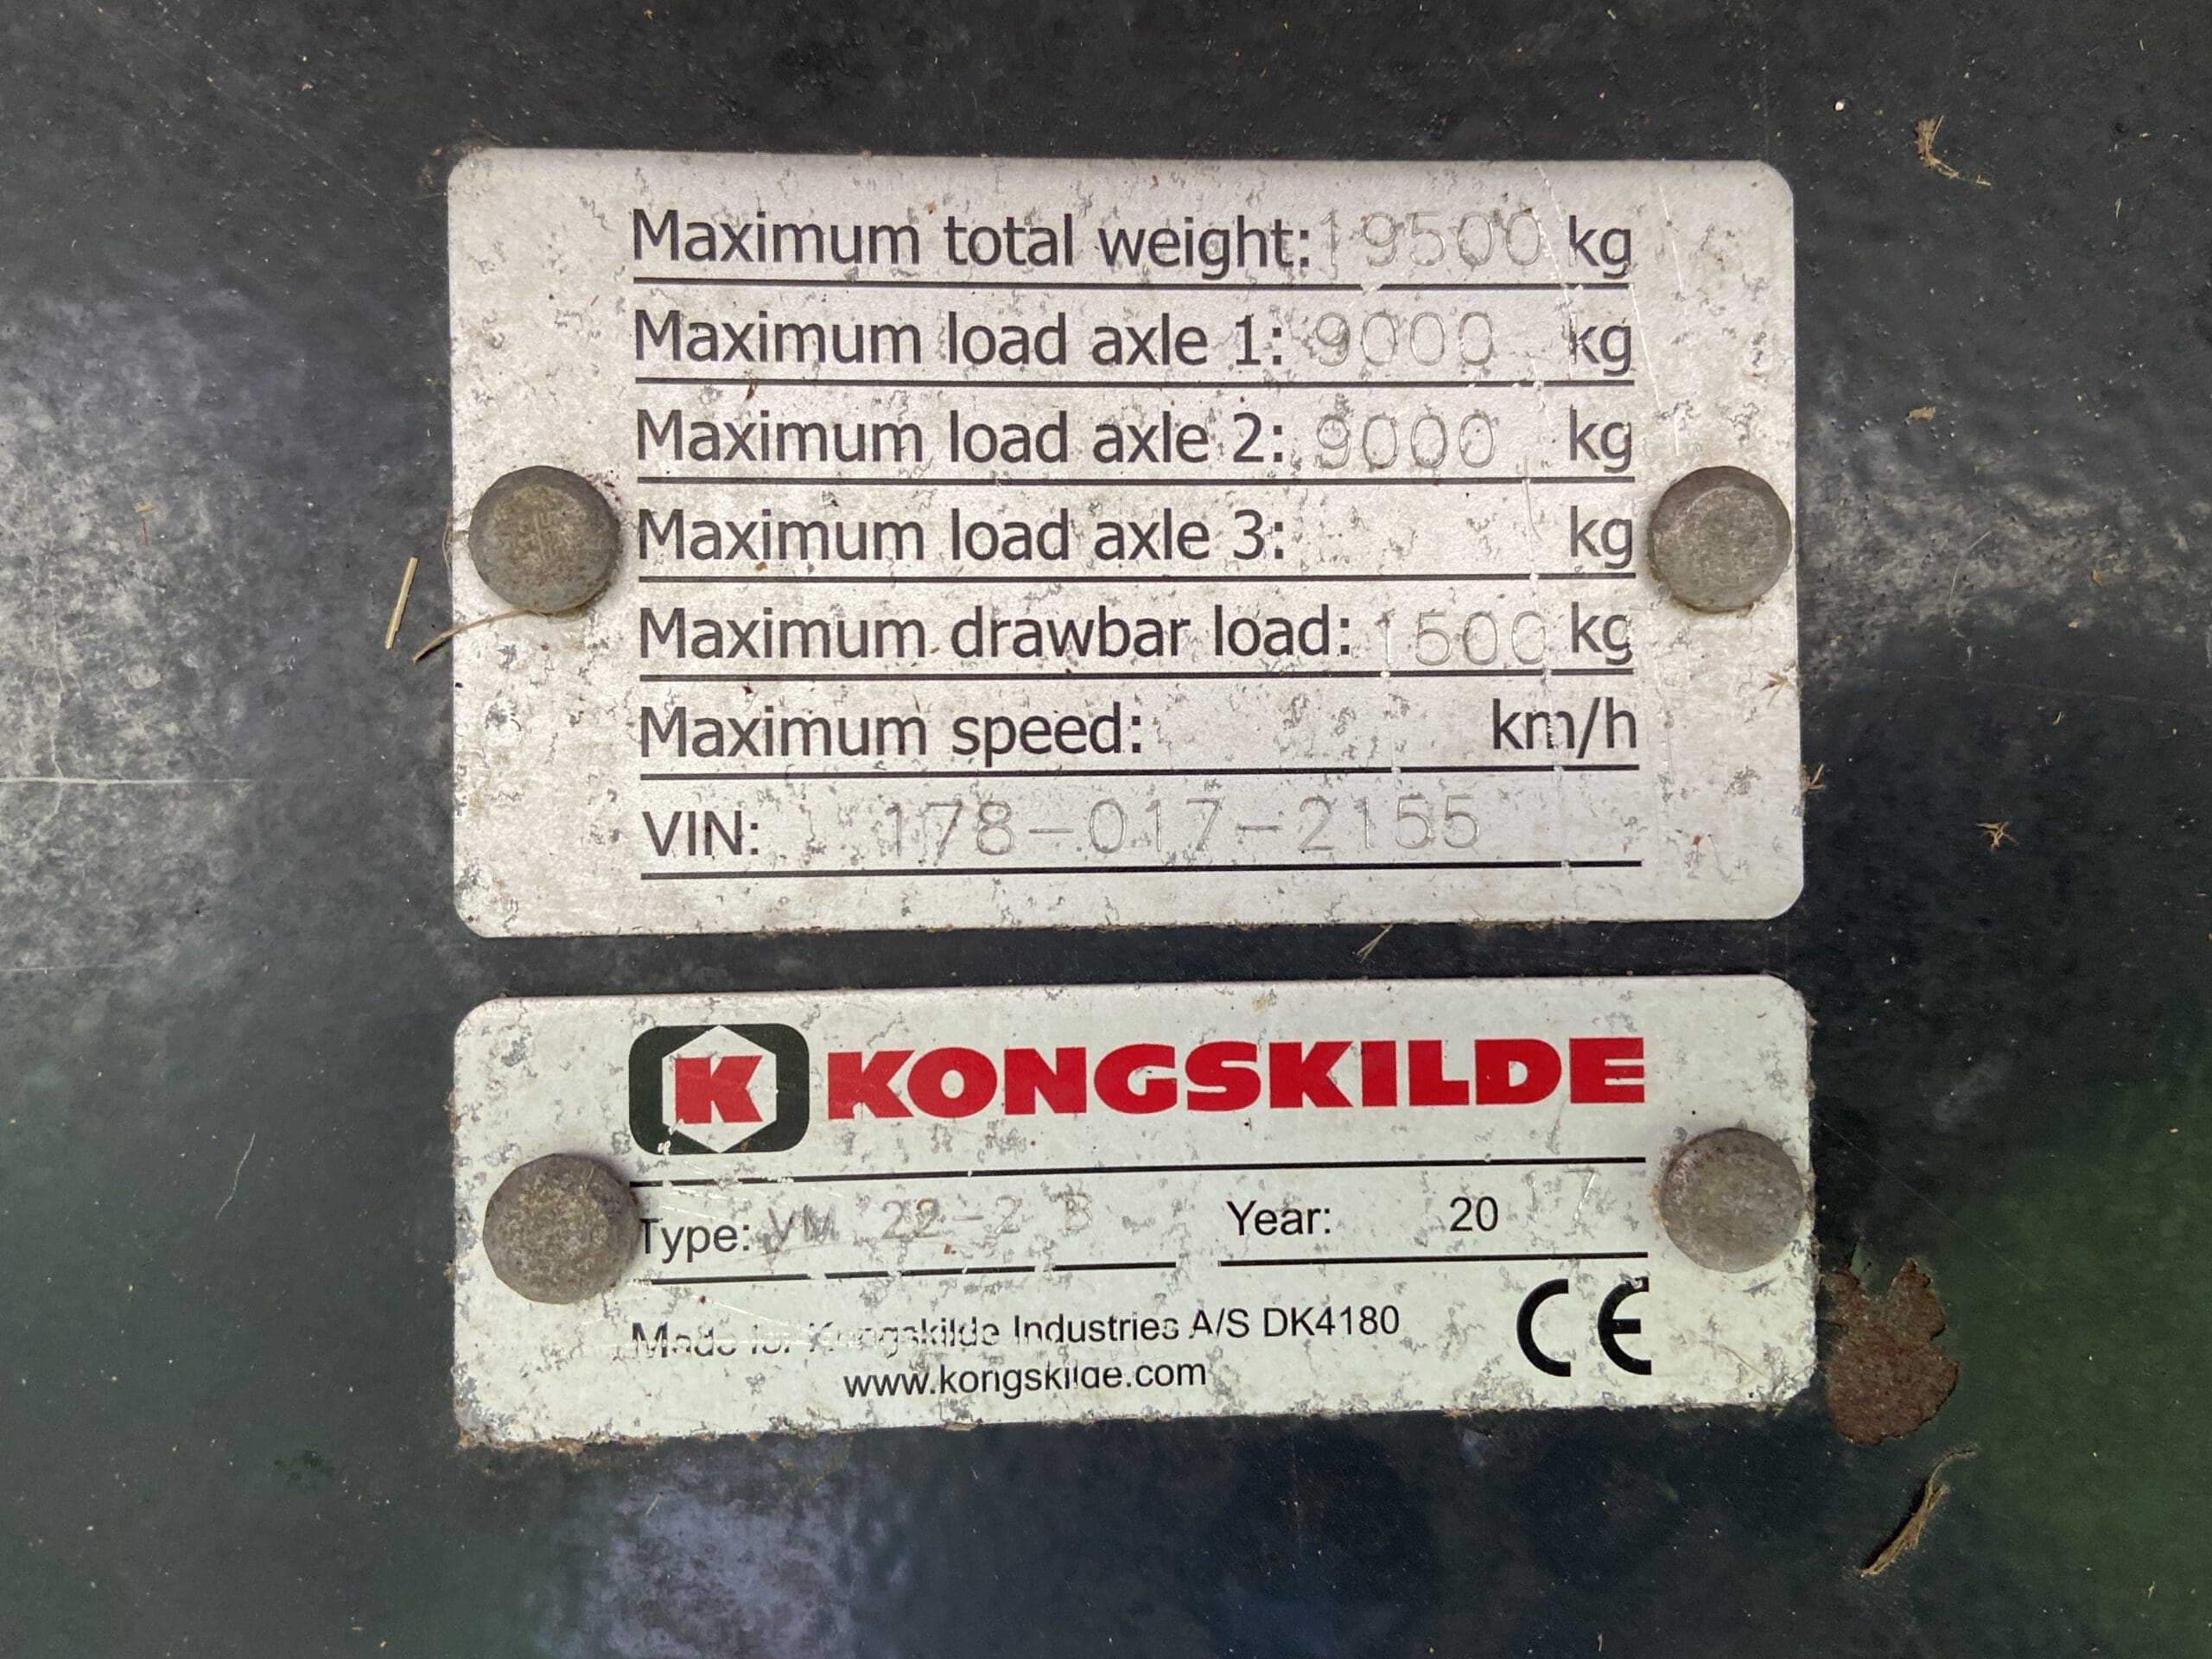 Maximum total weight: 19500 kg
Maximum load axle 1: 9000 kg
Maximum load axle 2: 9000 kg
Maximum load axle 3: kg
Maximum drawbar load: 1500 kg
Maximum speed: km/h
VIN: 178-017-2155
K KONGSKILDE
Type: VM 22-2 B Year: 2017
Made for Kongskilde Industries A/S DK4180 CE
www.kongskilde.com